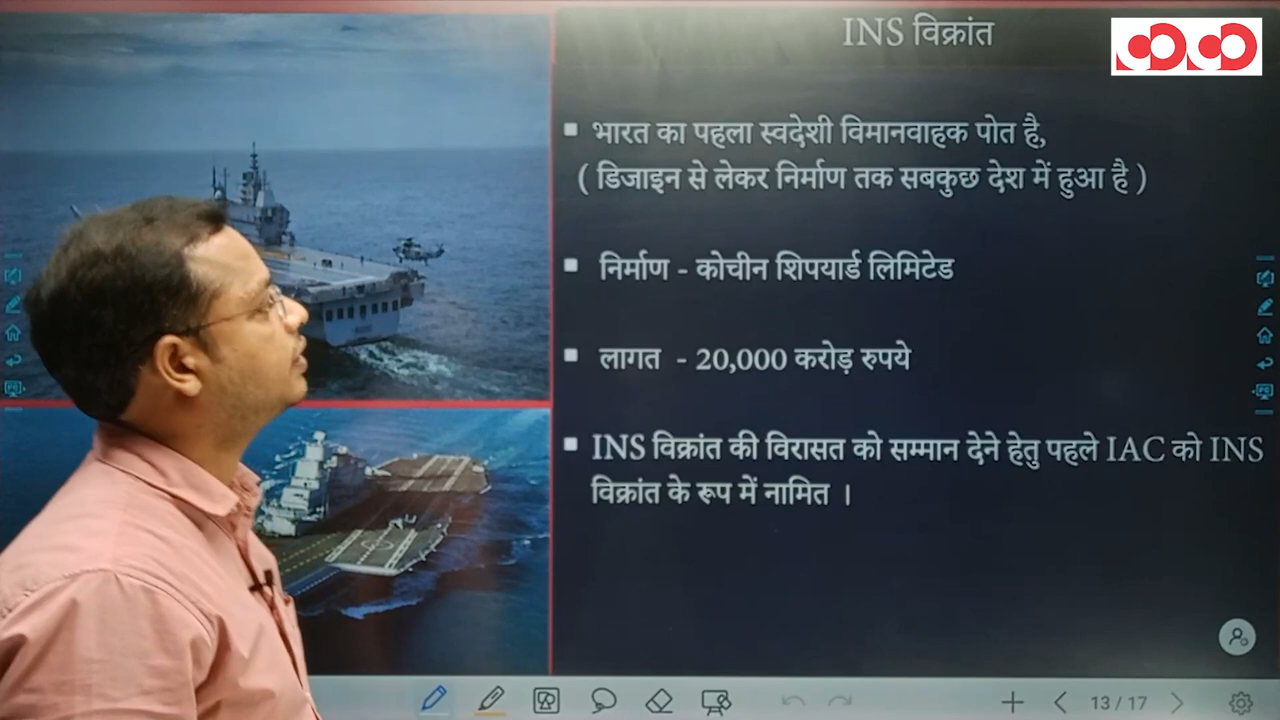 INS विक्रांत
भारत का पहला स्वदेशी विमानवाहक पोत है,
( डिजाइन से लेकर निर्माण तक सबकुछ देश में हुआ है )
निर्माण - कोचीन शिपयार्ड लिमिटेड
लागत - 20,000 करोड़ रुपये
INS विक्रांत की विरासत को सम्मान देने हेतु पहले IAC को INS
विक्रांत के रूप में नामित ।
13 / 17